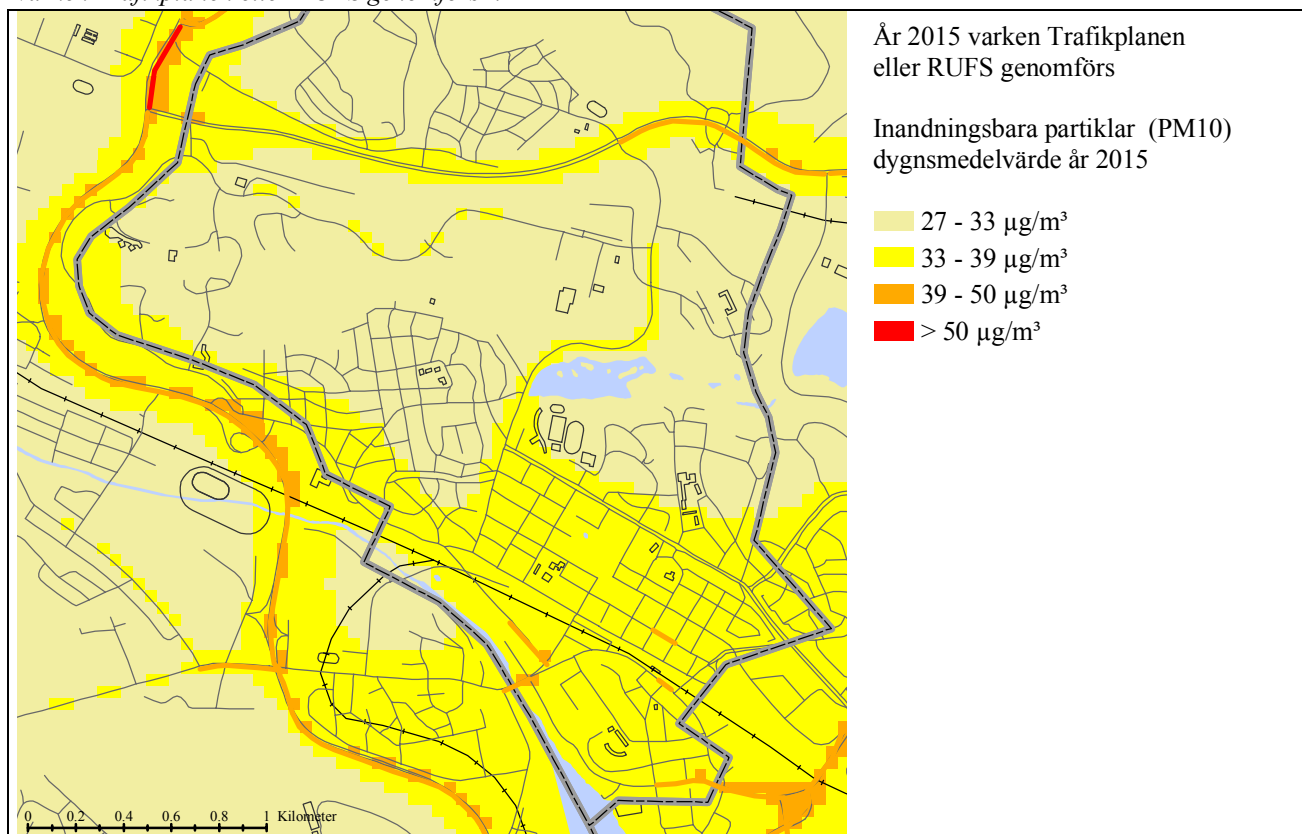 År 2015 varken Trafikplanen
eller RUFS genomförs
Inandningsbara partiklar (PM10)
dygnsmedelvärde år 2015
27 - 33 µg/m³
33 - 39 µg/m³
39 - 50 µg/m³
> 50 µg/m³
0 0.2 0.4 0.6 0.8 1 Kilometer